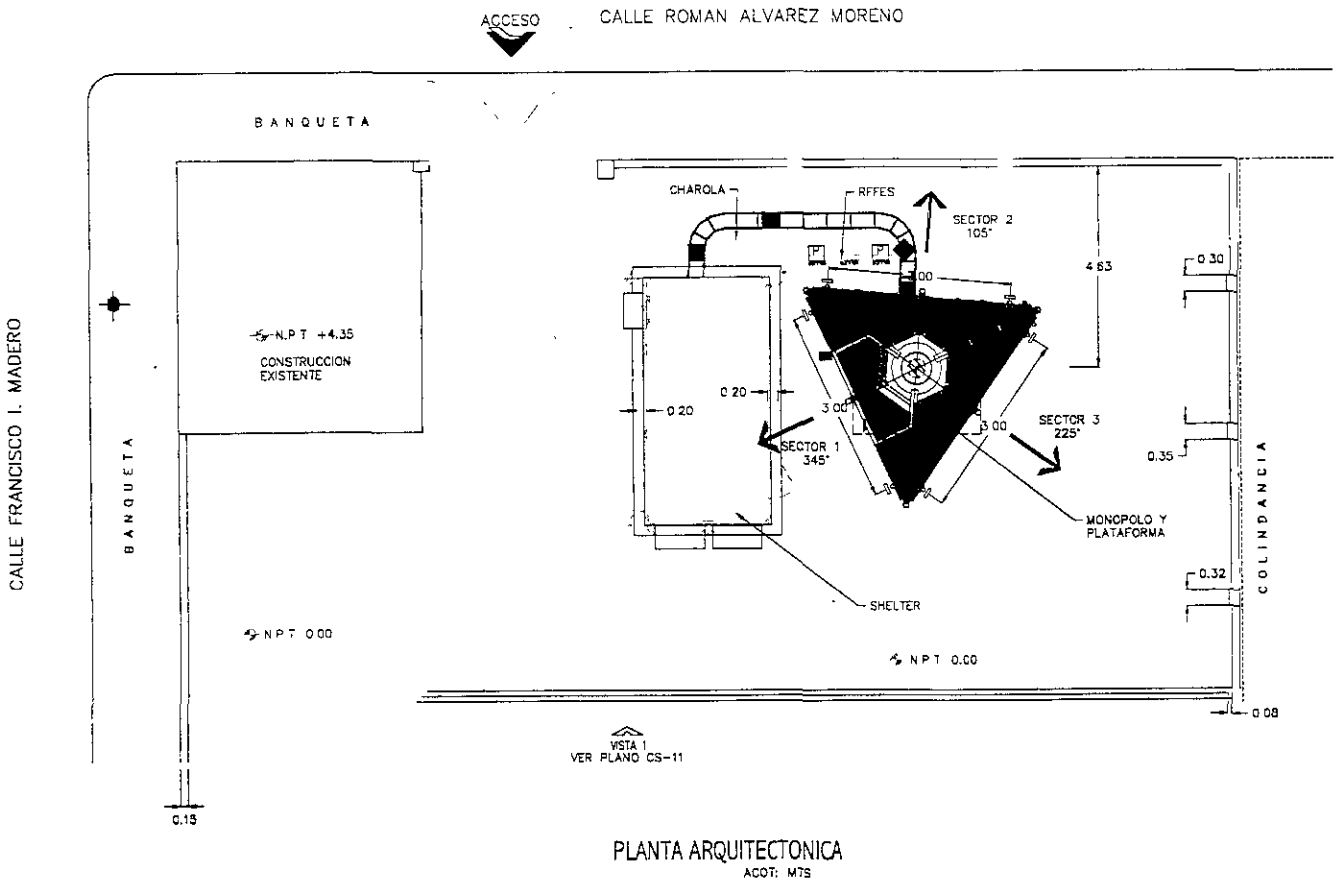 ACCESO
CALLE ROMAN ALVAREZ MORENO
BANQUETA
CHAROLA
RFFES
SECTOR 2
105°
4.63
0.30
P
P
3.00
N.P.T +4.35
CONSTRUCCION
EXISTENTE
CALLE FRANCISCO I. MADERO
BANQUETA
0.20
0.20
3.00
3.00
SECTOR 1
345°
SECTOR 3
225°
0.35
COLINDANCIA
MONOPOLO Y
PLATAFORMA
0.32
SHELTER
N P T 0.00
N P T 0.00
0.08
VISTA 1
VER PLANO CS-11
0.15
PLANTA ARQUITECTONICA
ACOT: MTS